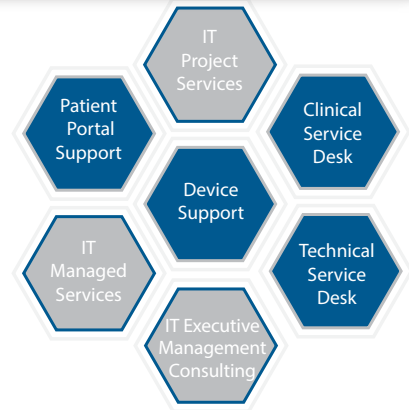 IT
Project
Services
Patient
Portal
Support
Clinical
Service
Desk
Device
Support
IT
Managed
Services
Technical
Service
Desk
IT Executive
Management
Consulting